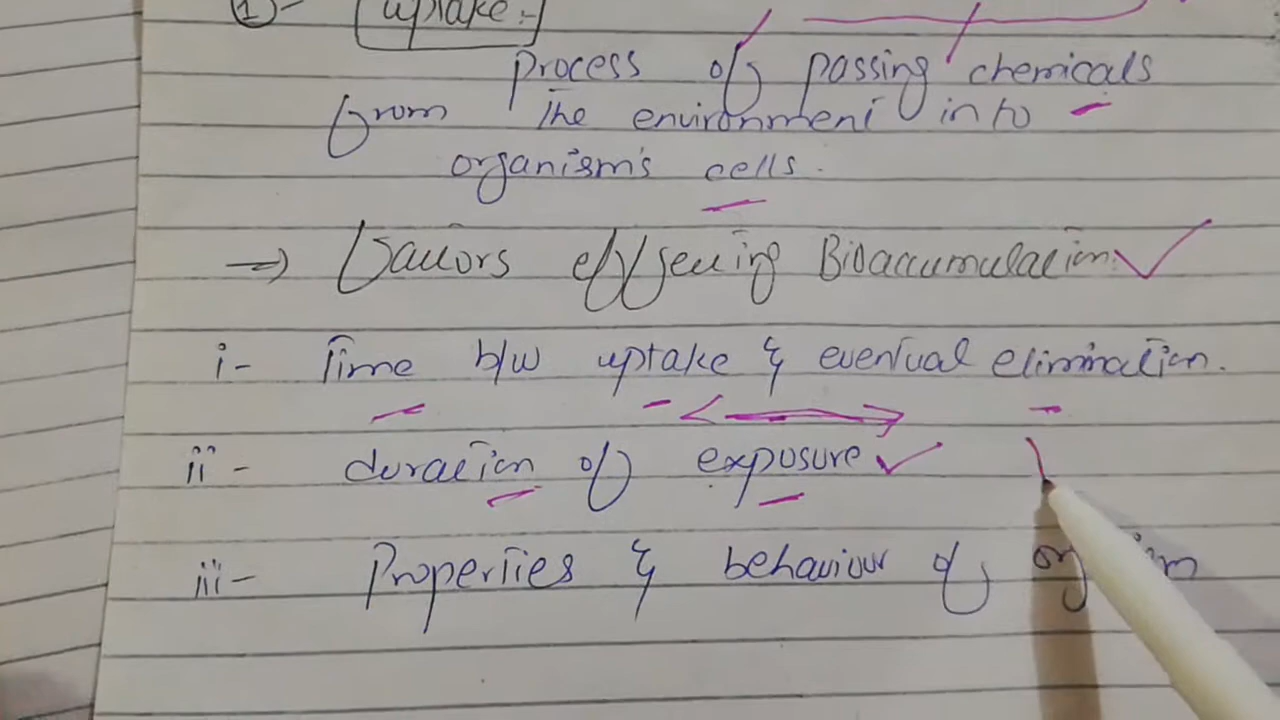 ①- uptake:-
Process of passing chemicals
from the environment into
organism's cells.
→ Factors effecting Bioaccumulation
i- Time b/w uptake & eventual elimination.
ii- duration of exposure
iii- Properties & behaviour of